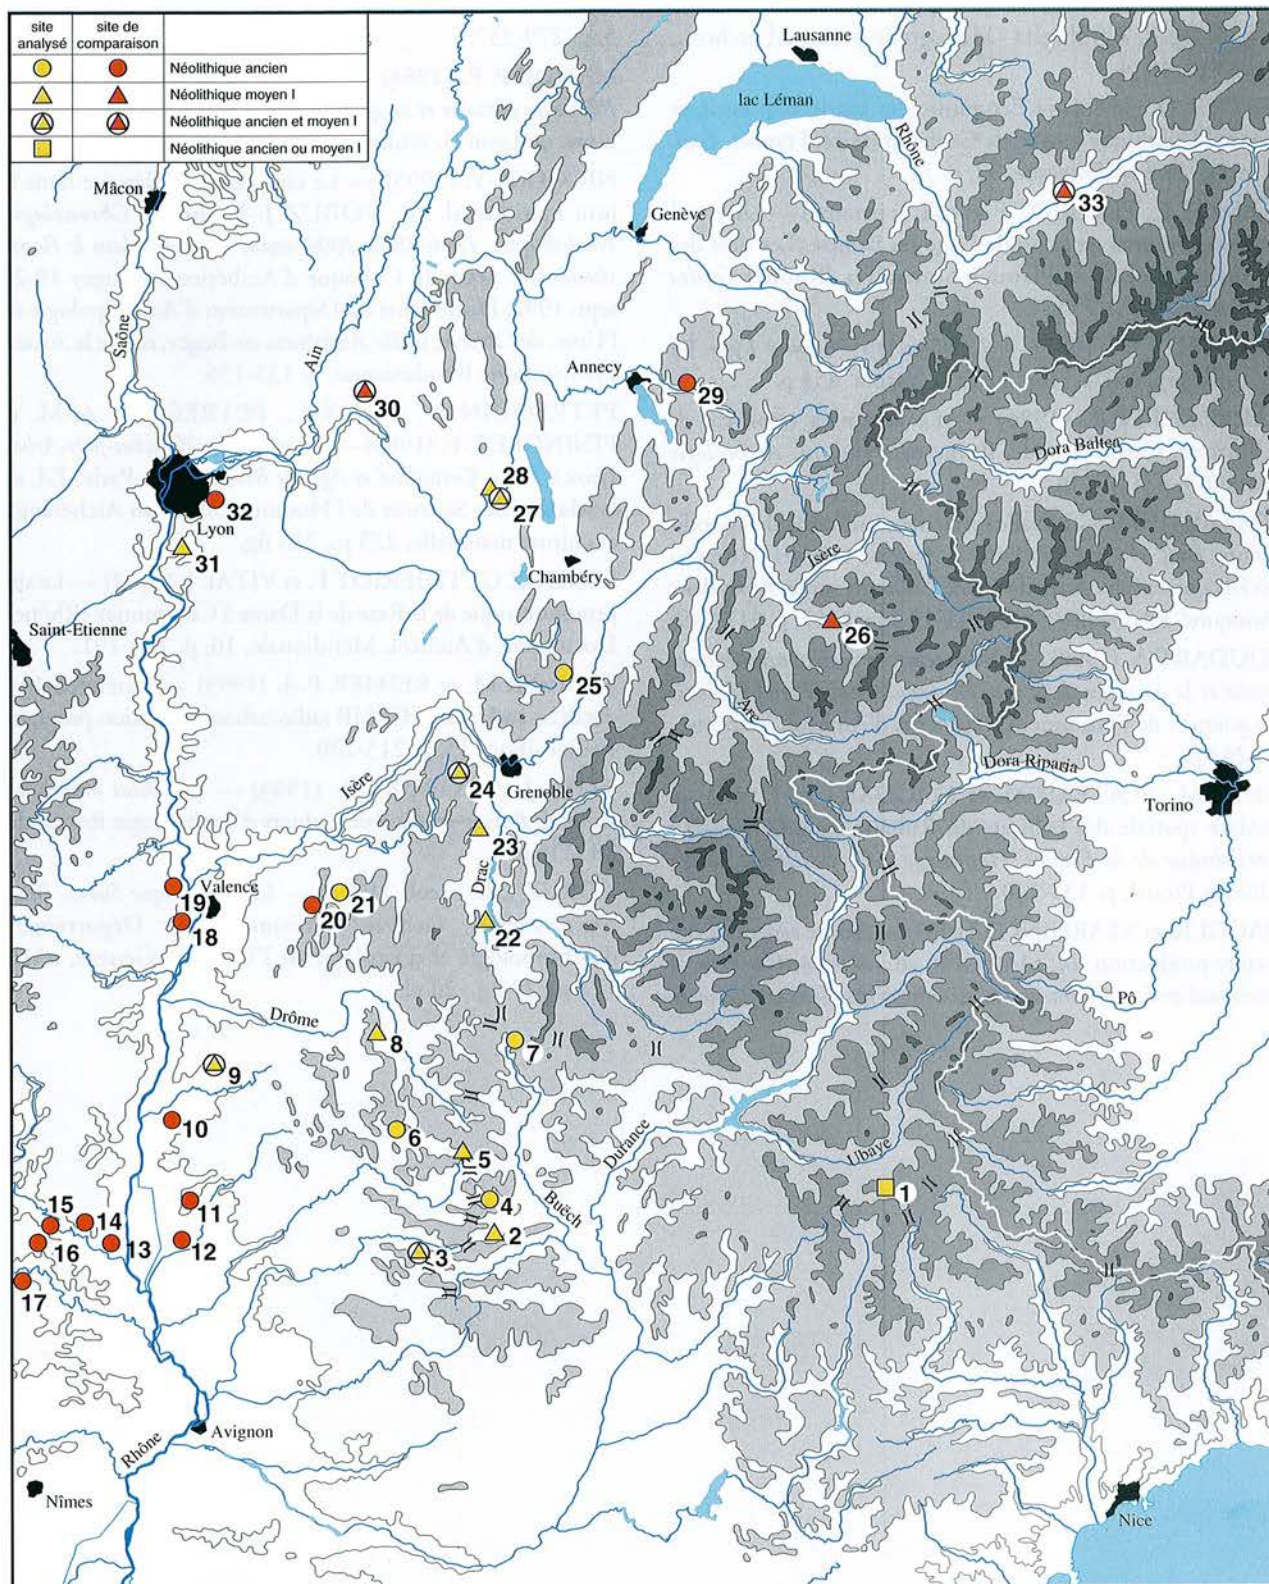 site analysé
site de comparaison
Néolithique ancien
Néolithique moyen I
Néolithique ancien et moyen I
Néolithique ancien ou moyen I
Lausanne
lac Léman
Rhône
33
Mâcon
Genève
Saône
Ain
Annecy
29
30
Dora Baltea
28
27
32
Lyon
31
Isère
Chambéry
Saint-Etienne
26
25
Arc
Dora Riparia
24
Grenoble
Isère
Torino
23
Drac
Valence
19
20
21
18
22
Pô
Drôme
8
7
9
10
6
Durance
Ubaye
5
1
15
14
11
4
Buëch
16
13
12
2
3
17
Rhône
Avignon
Nîmes
Nice